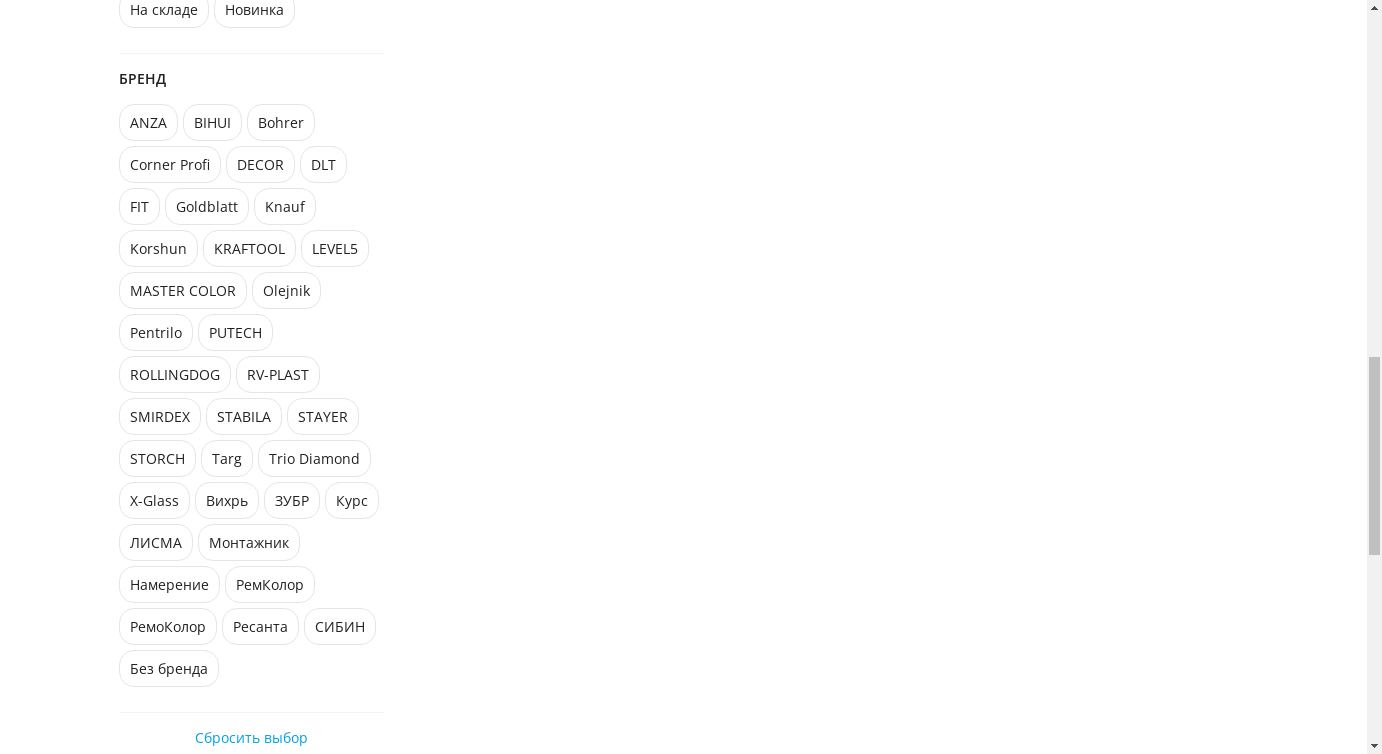 На складе Новинка
БРЕНД
ANZA BIHUI Bohrer
Corner Profi DECOR DLT
FIT Goldblatt Knauf
Korshun KRAFTOOL LEVEL5
MASTER COLOR Olejnik
Pentrilo PUTECH
ROLLINGDOG RV-PLAST
SMIRDEX STABILA STAYER
STORCH Targ Trio Diamond
X-Glass Вихрь ЗУБР Курс
ЛИСМА Монтажник
Намерение РемКолор
РемоКолор Ресанта СИБИН
Без бренда
Сбросить выбор